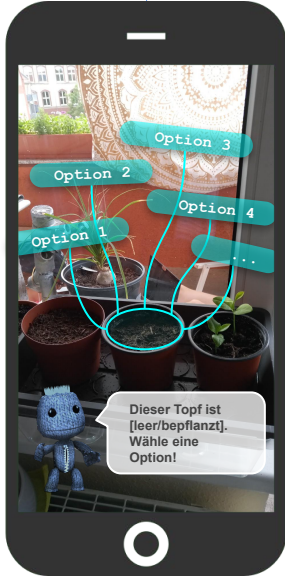 Option 3
Option 2
Option 4
Option 1
...
Dieser Topf ist
[leer/bepflanzt].
Wähle eine
Option!